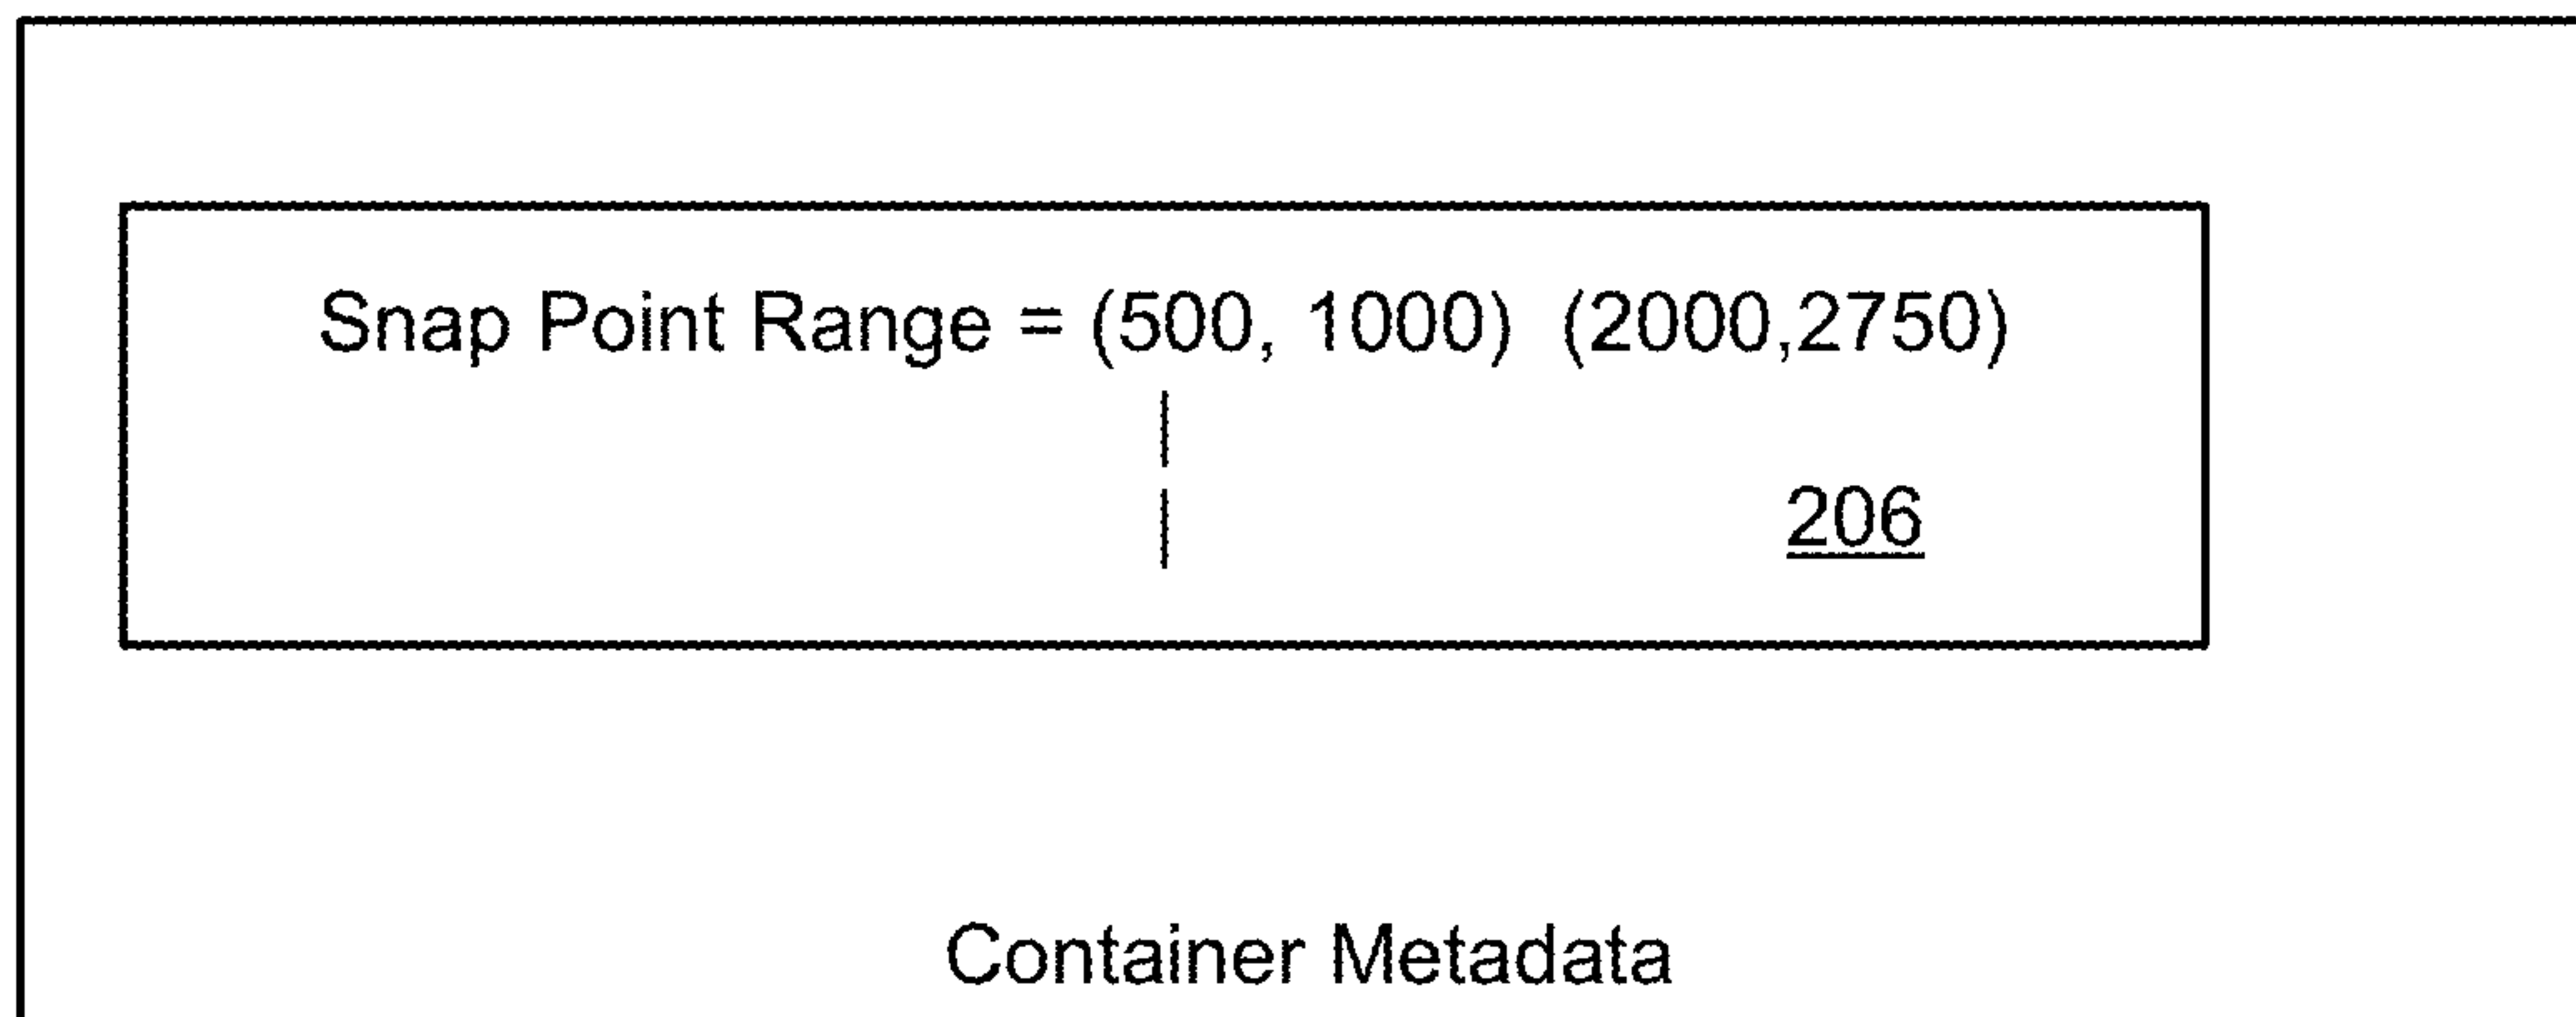 Snap Point Range = (500, 1000) (2000,2750)
206
Container Metadata